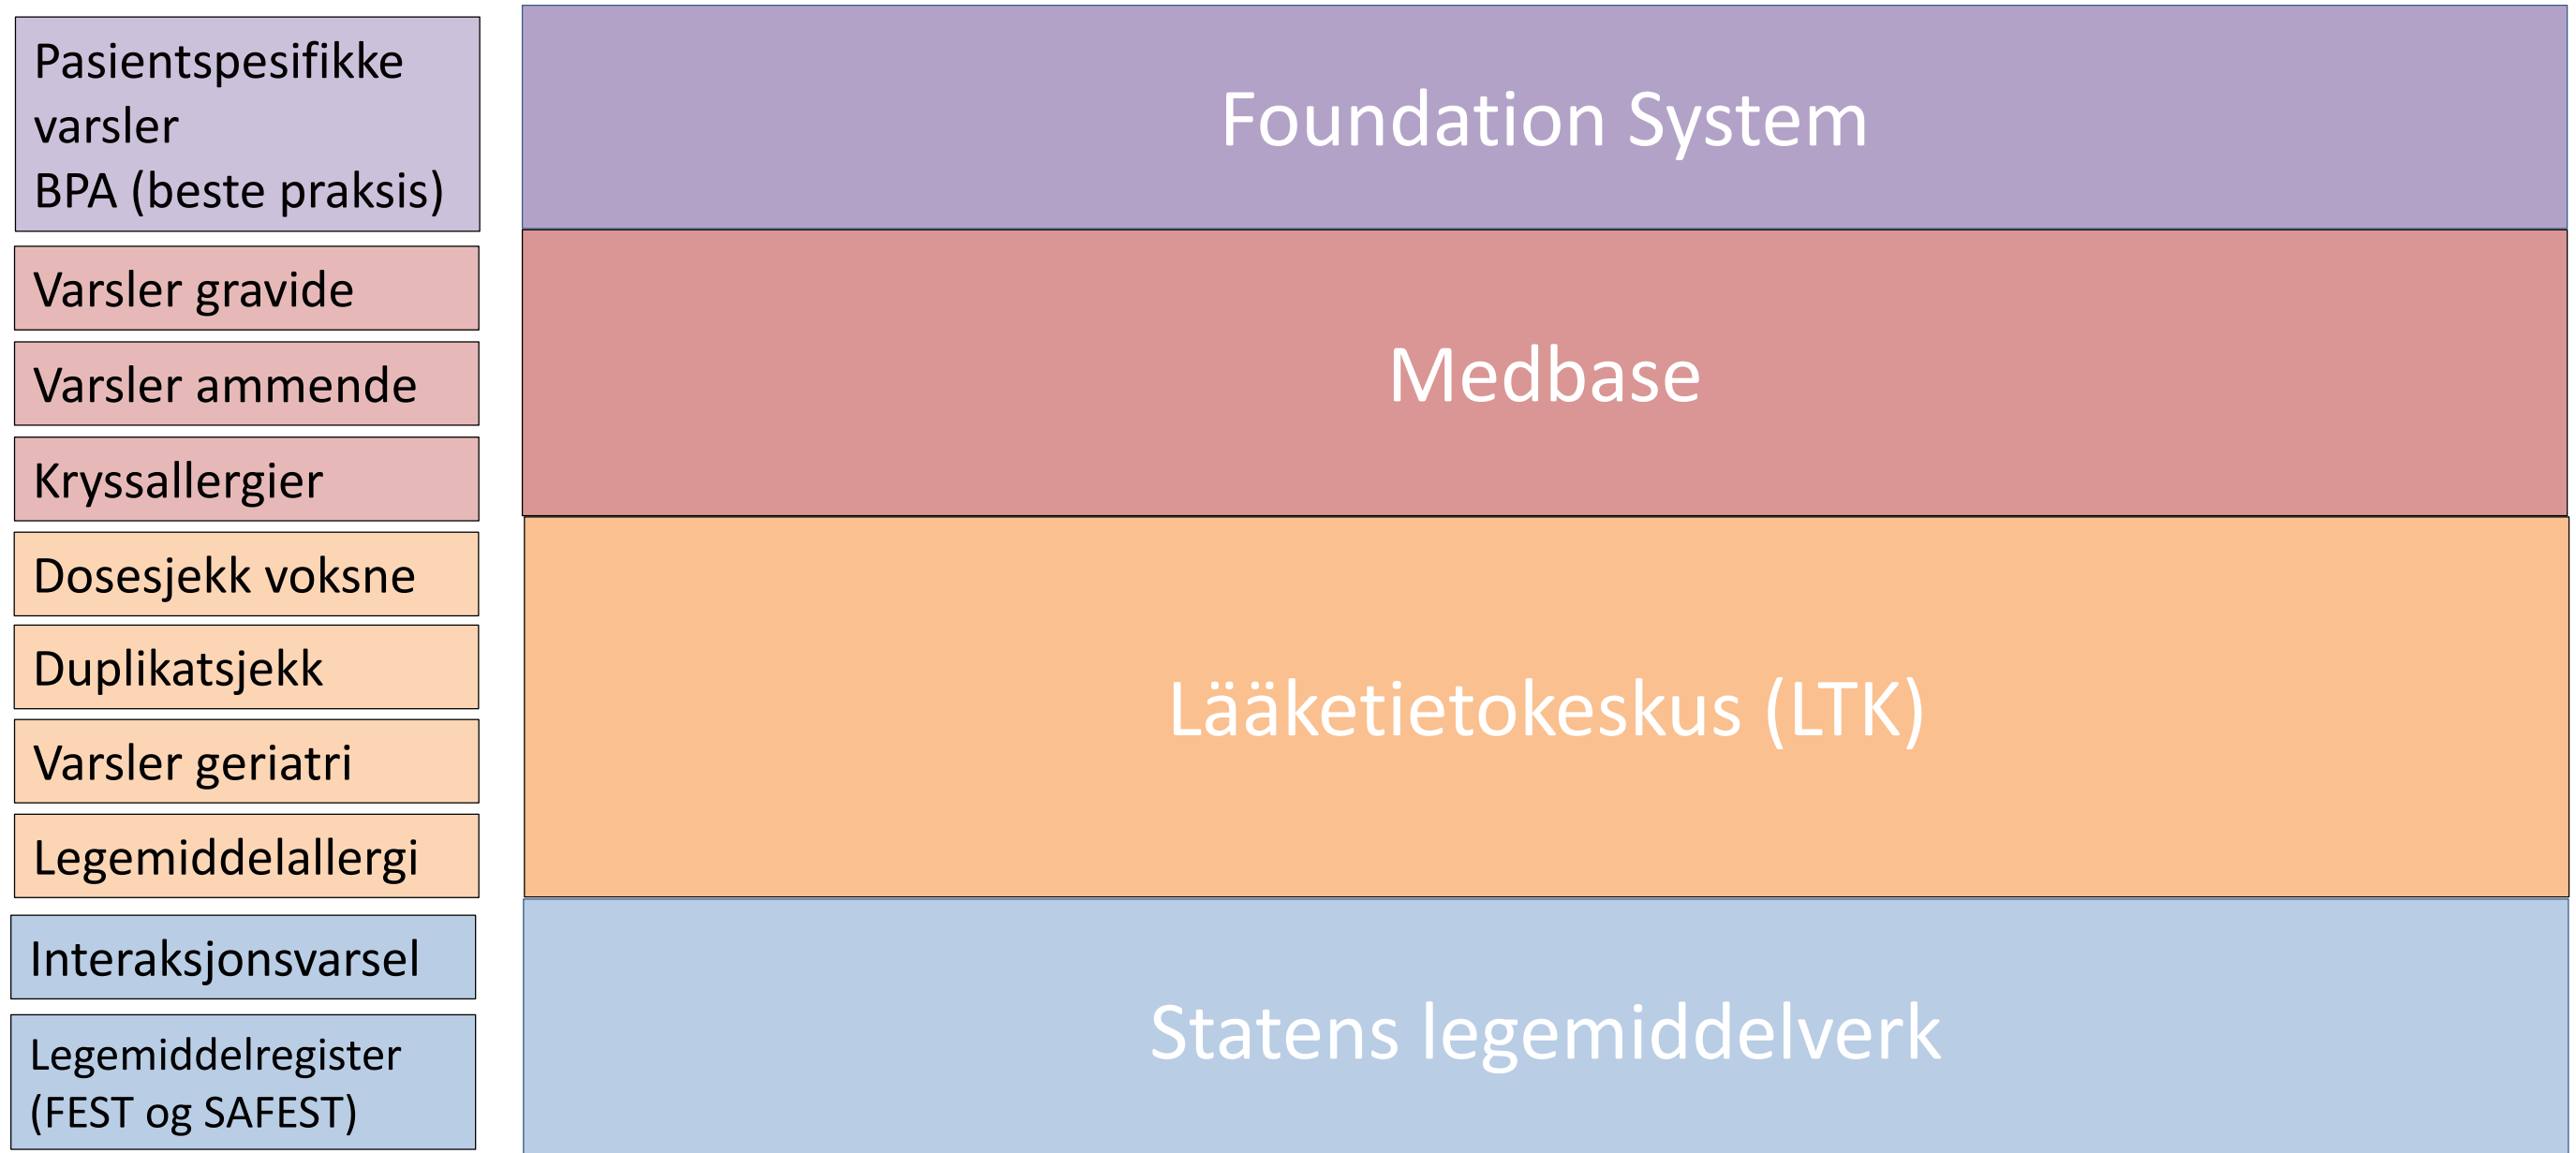 Pasientspesifikke
varsler
BPA (beste praksis)
Foundation System
Varsler gravide
Varsler ammende
Kryssallergier
Medbase
Dosesjekk voksne
Duplikatsjekk
Varsler geriatri
Legemiddelallergi
Lääketietokeskus (LTK)
Interaksjonsvarsel
Legemiddelregister
(FEST og SAFEST)
Statens legemiddelverk